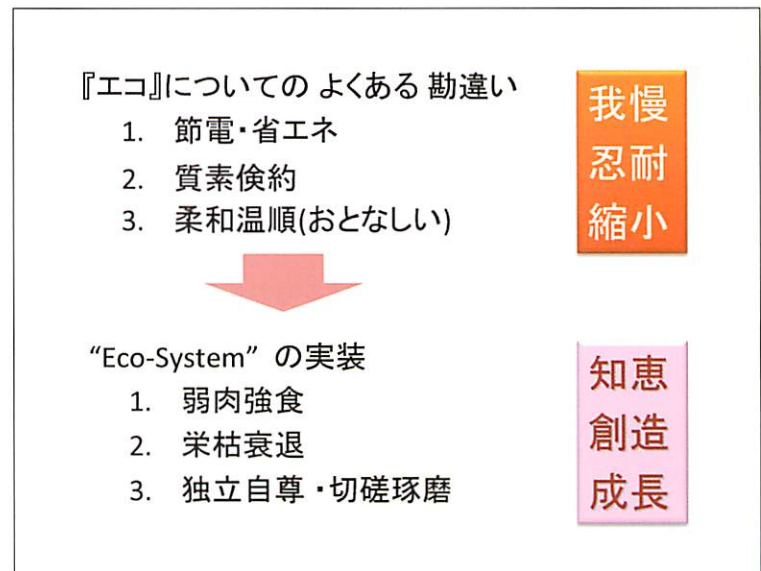 『エコ』についての よくある 勘違い
1. 節電・省エネ
2. 質素倹約
3. 柔和温順(おとなしい)
我慢
忍耐
縮小
“Eco-System” の実装
1. 弱肉強食
2. 栄枯衰退
3. 独立自尊・切磋琢磨
知恵
創造
成長